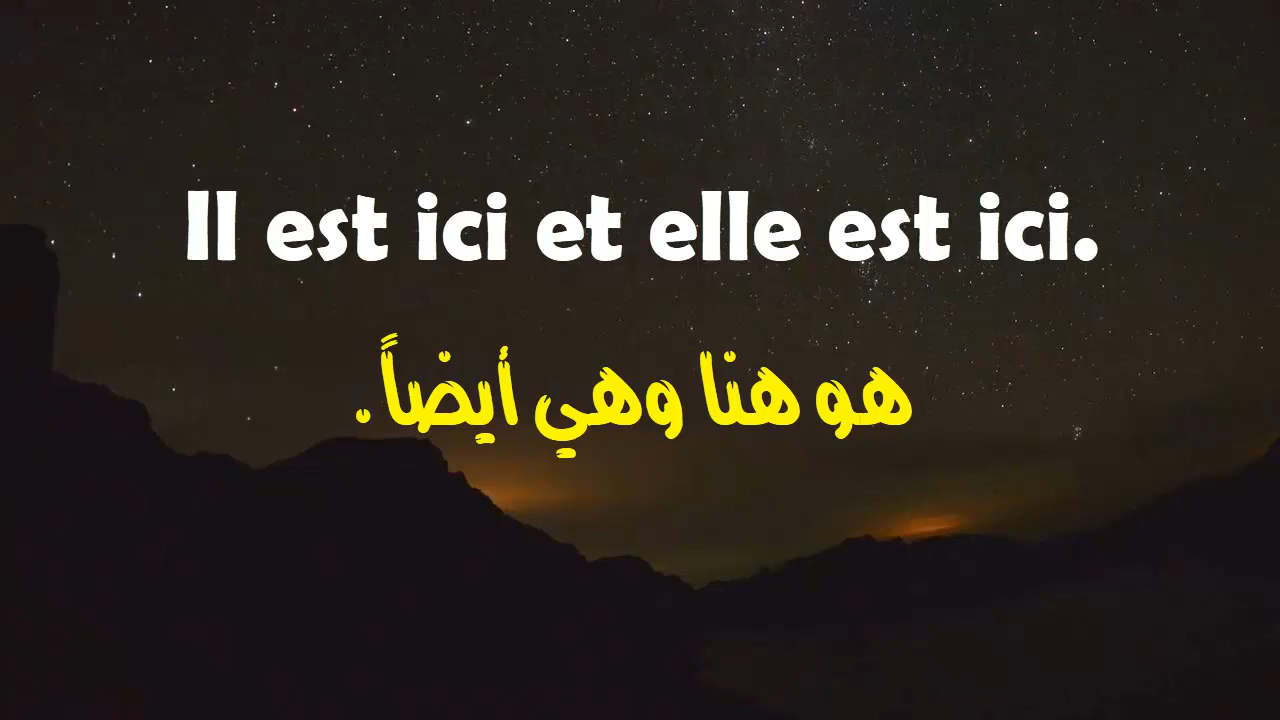 Il est ici et elle est ici.
هو هنا وهي أيضاً.